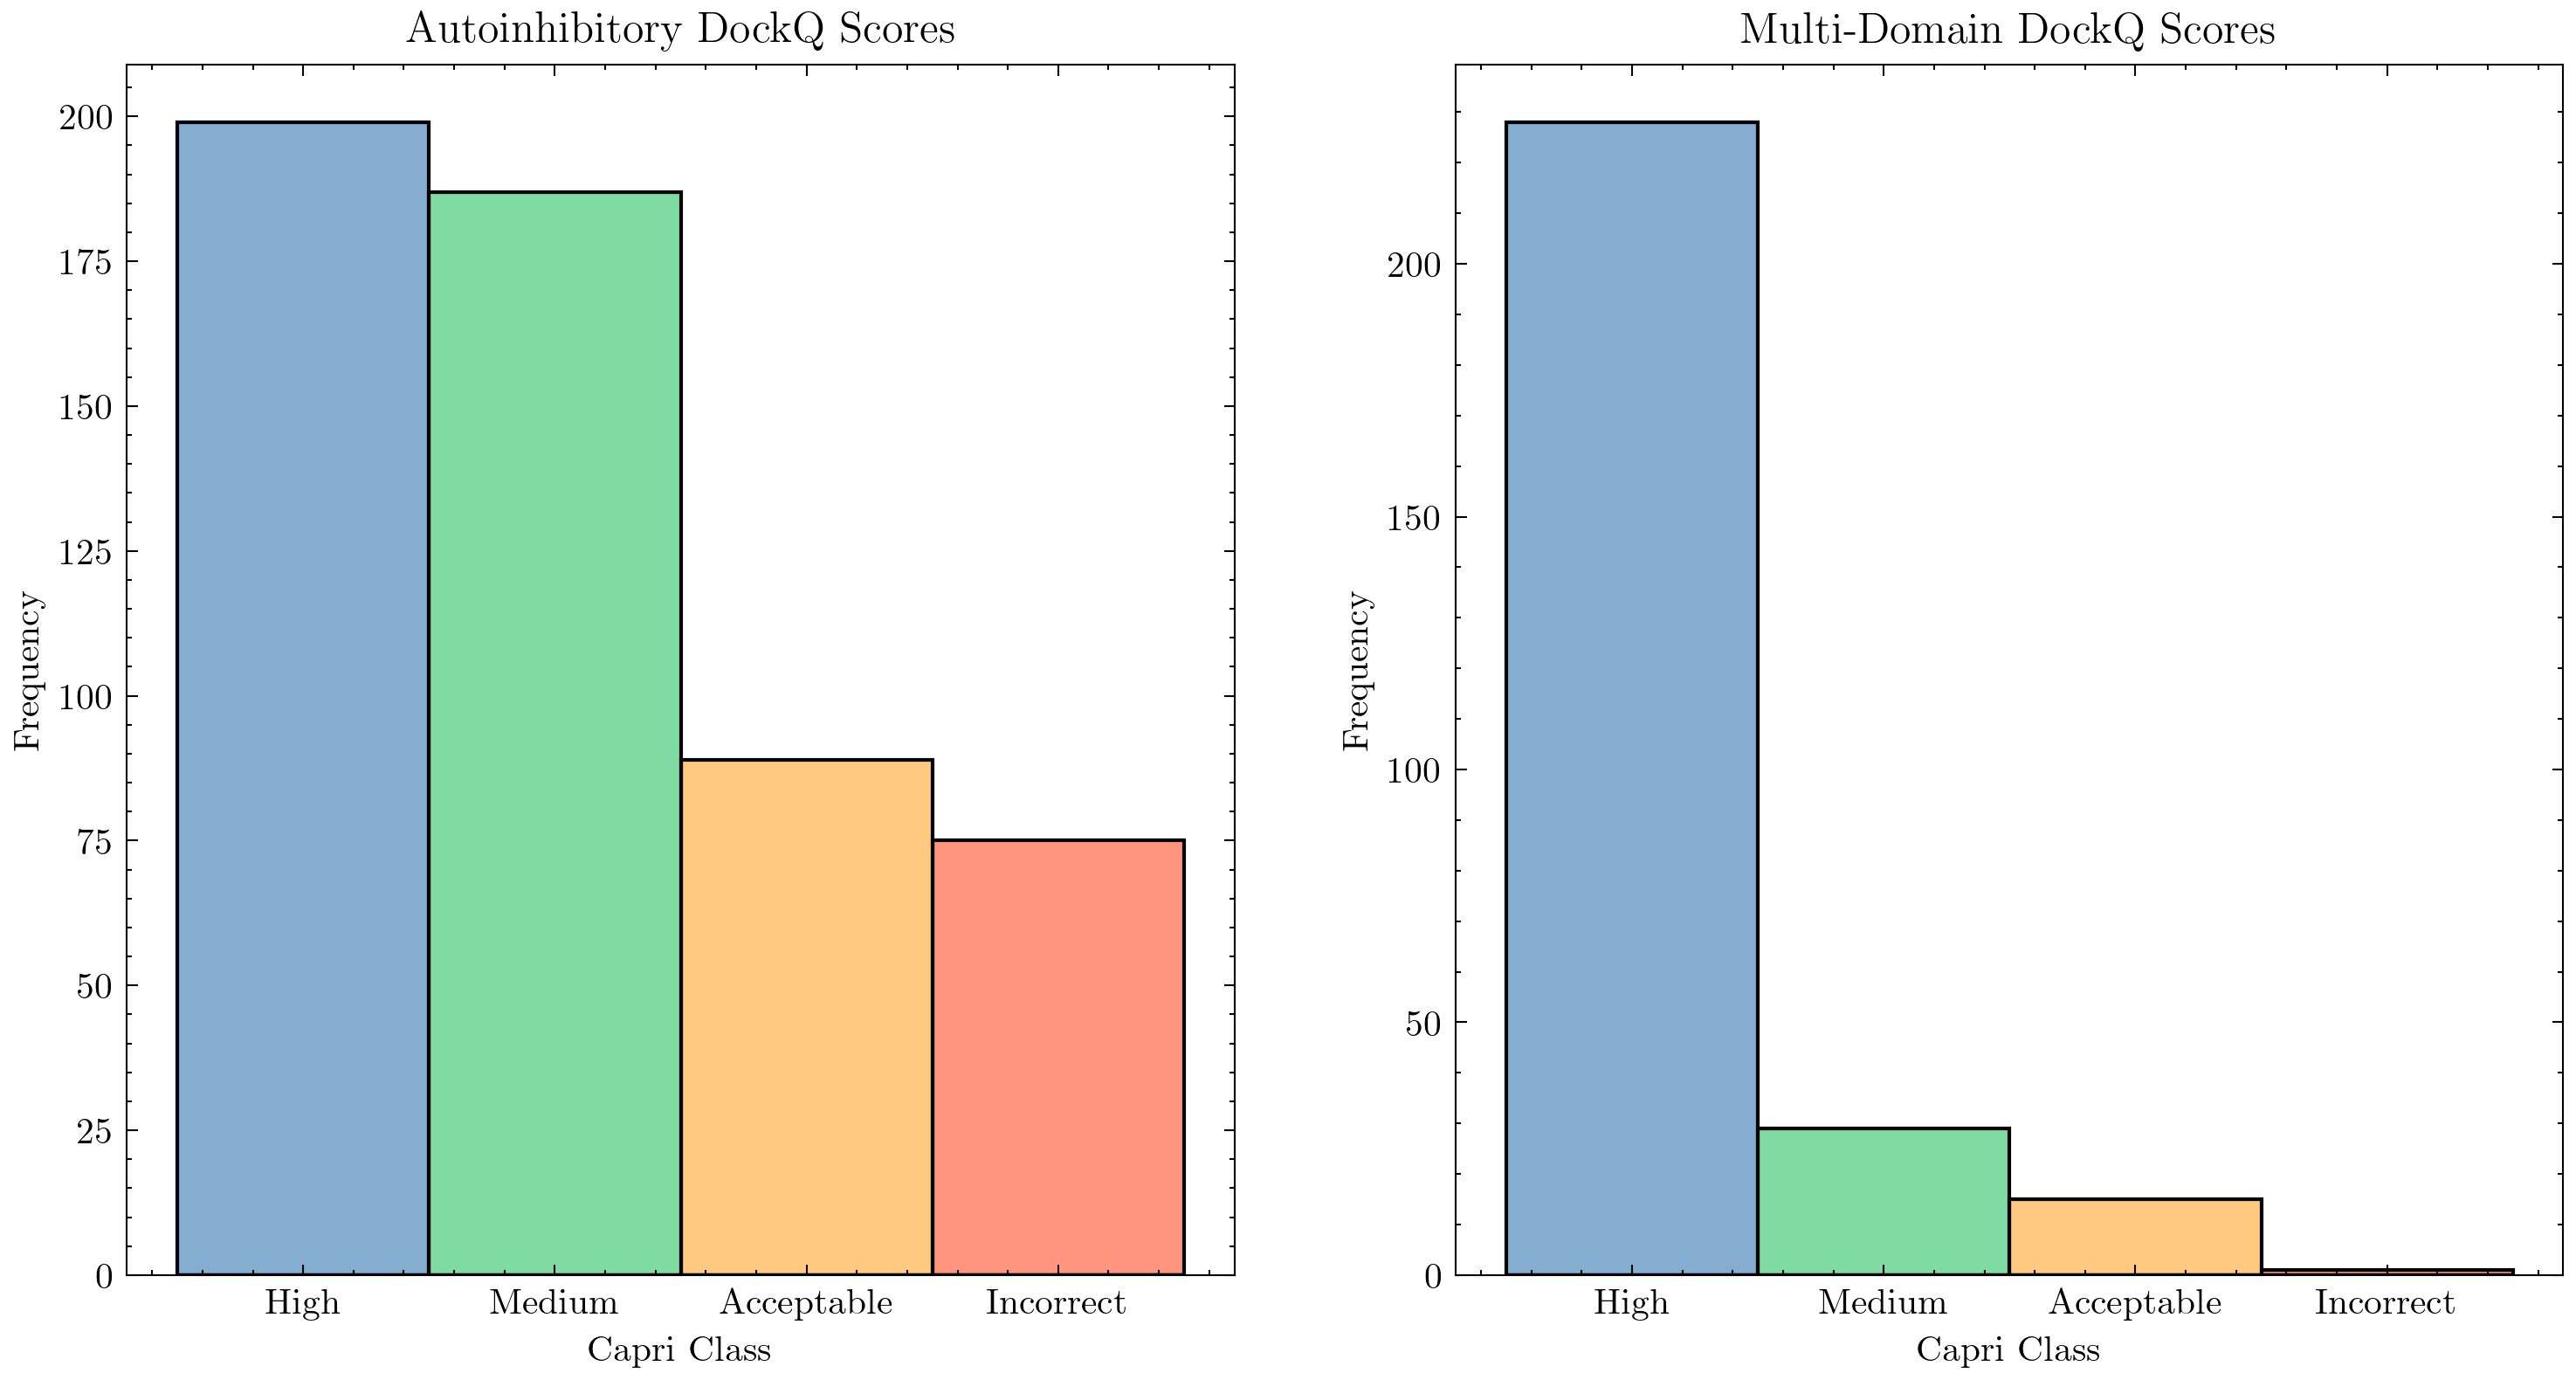 Autoinhibitory DockQ Scores
Frequency
200
175
150
125
100
75
50
25
0
High Medium Acceptable Incorrect
Capri Class
Multi-Domain DockQ Scores
Frequency
200
150
100
50
0
High Medium Acceptable Incorrect
Capri Class